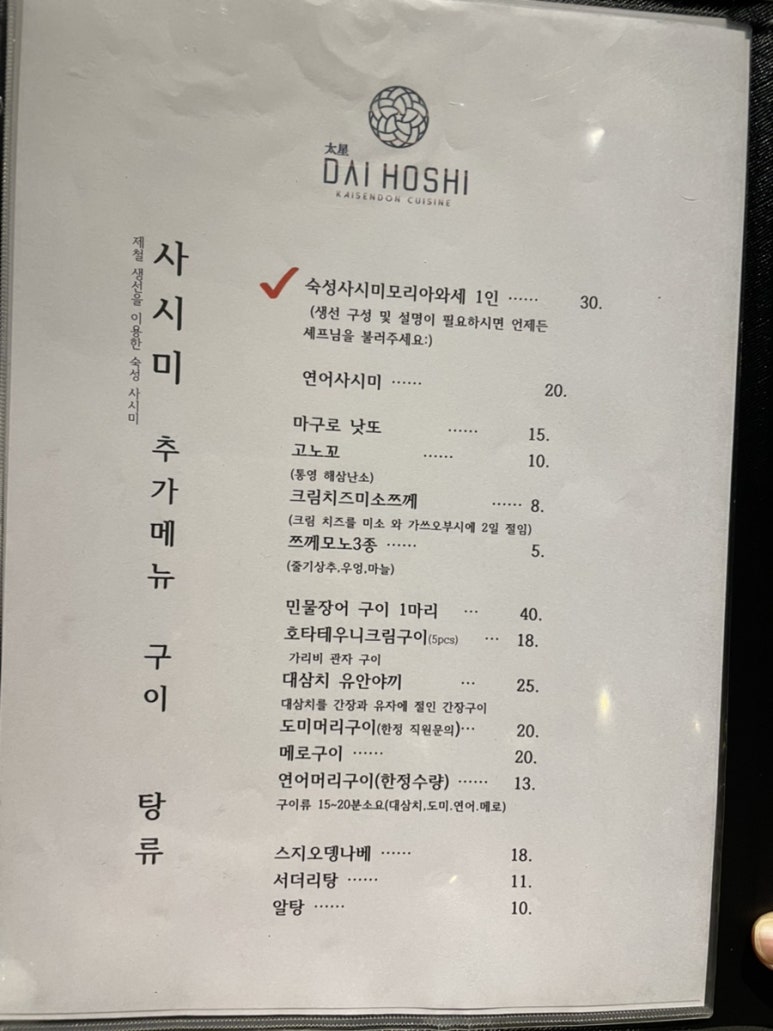 太星
DAI HOSHI
KAISENDON CUISINE
사시미
제철 생선을 이용한 숙성 사시미
숙성사시미모리아와세 1인 …… 30.
(생선 구성 및 설명이 필요하시면 언제든
셰프님을 불러주세요:)
연어사시미 …… 20.
추가메뉴
마구로 낫또 …… 15.
고노꼬 …… 10.
(통영 해삼난소)
크림치즈미소쯔께 …… 8.
(크림 치즈를 미소 와 가쓰오부시에 2일 절임)
쯔께모노3종 …… 5.
(줄기상추.우엉,마늘)
구이
민물장어 구이 1마리 … 40.
호타테우니크림구이(5pcs) … 18.
가리비 관자 구이
대삼치 유안야끼 … 25.
대삼치를 간장과 유자에 절인 간장구이
도미머리구이(한정 직원문의)… 20.
메로구이 …… 20.
연어머리구이(한정수량) …… 13.
구이류 15~20분소요(대삼치,도미.연어.메로)
탕류
스지오뎅나베 …… 18.
서더리탕 …… 11.
알탕 …… 10.